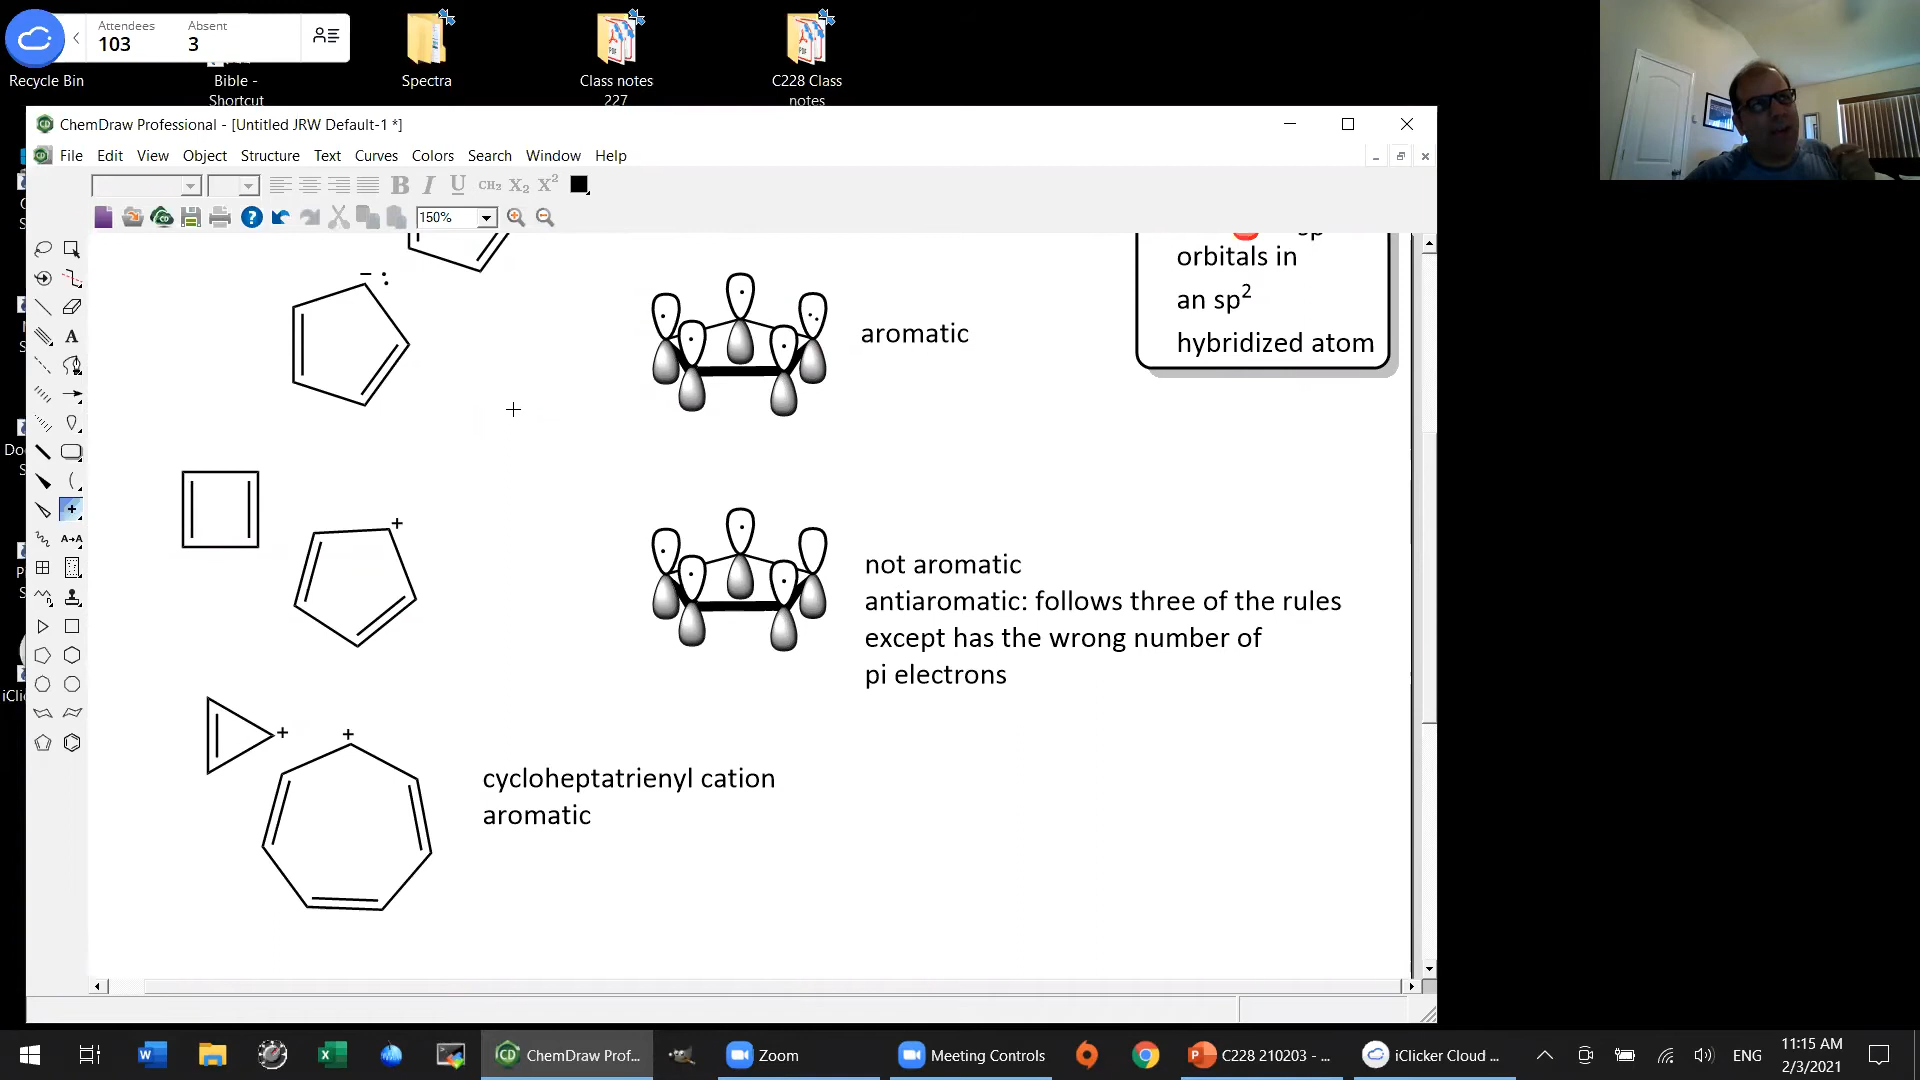 Attendees
103
Absent
3
Recycle Bin
Bible -
Shortcut
Spectra
Class notes
227
C228 Class
notes
ChemDraw Professional - [Untitled JRW Default-1 *]
File Edit View Object Structure Text Curves Colors Search Window Help
B I U CH2 X2 X2
150%
orbitals in
an sp2
hybridized atom
− :
aromatic
+
not aromatic
antiaromatic: follows three of the rules
except has the wrong number of
pi electrons
+
+
cycloheptatrienyl cation
aromatic
ChemDraw Prof...
Zoom
Meeting Controls
C228 210203 - ...
iClicker Cloud ...
ENG
11:15 AM
2/3/2021